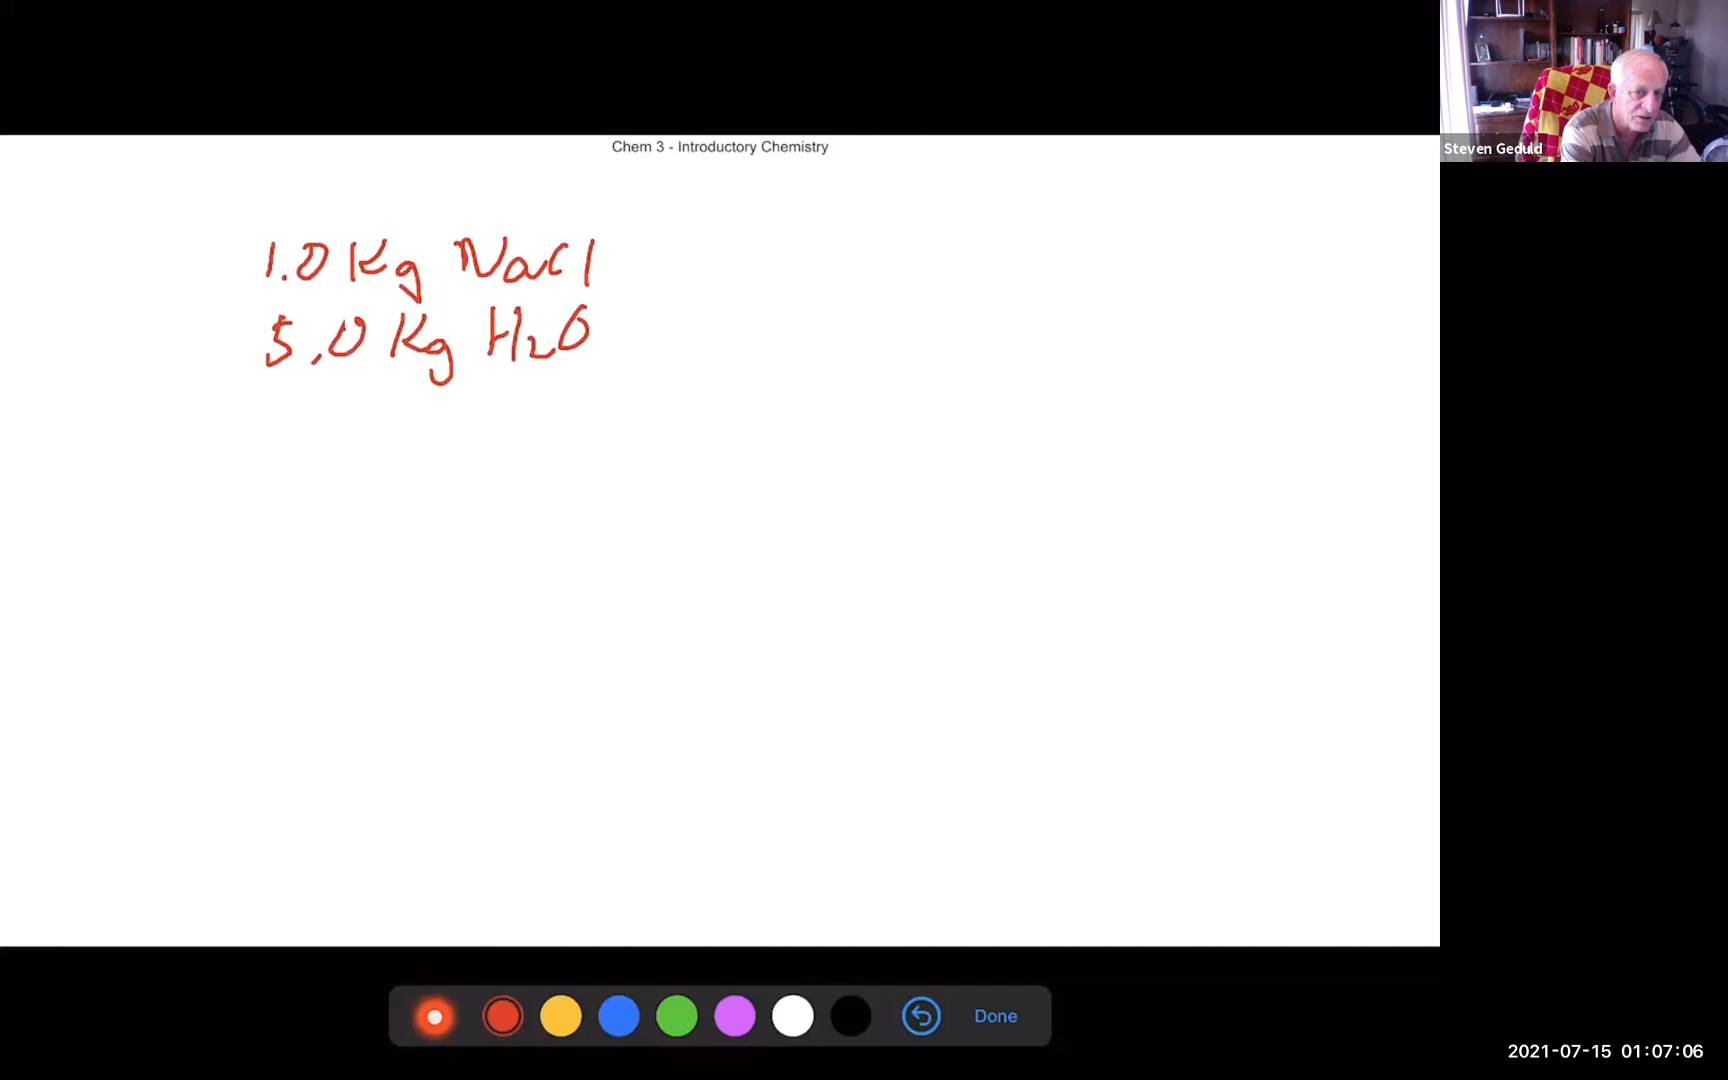 Chem 3 - Introductory Chemistry
Steven Geduld
1.0 Kg NaCl
5.0 Kg H2O
Done
2021-07-15 01:07:06